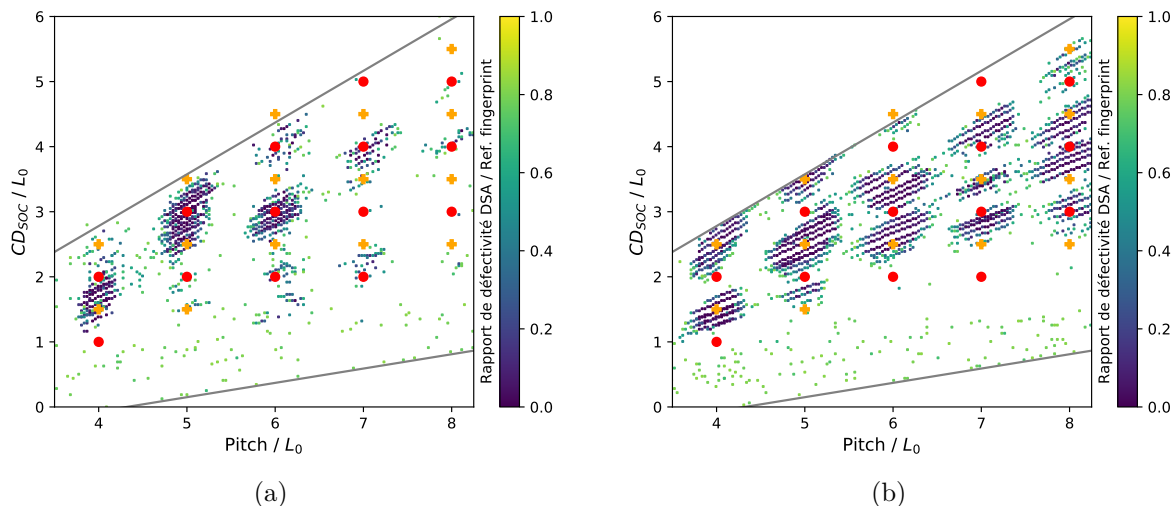 6
5
4
3
2
1
0
CD_SOC / L_0
4 5 6 7 8
Pitch / L_0
1.0
0.8
0.6
0.4
0.2
0.0
Rapport de défectivité DSA / Ref. fingerprint
(a)
6
5
4
3
2
1
0
CD_SOC / L_0
4 5 6 7 8
Pitch / L_0
1.0
0.8
0.6
0.4
0.2
0.0
Rapport de défectivité DSA / Ref. fingerprint
(b)